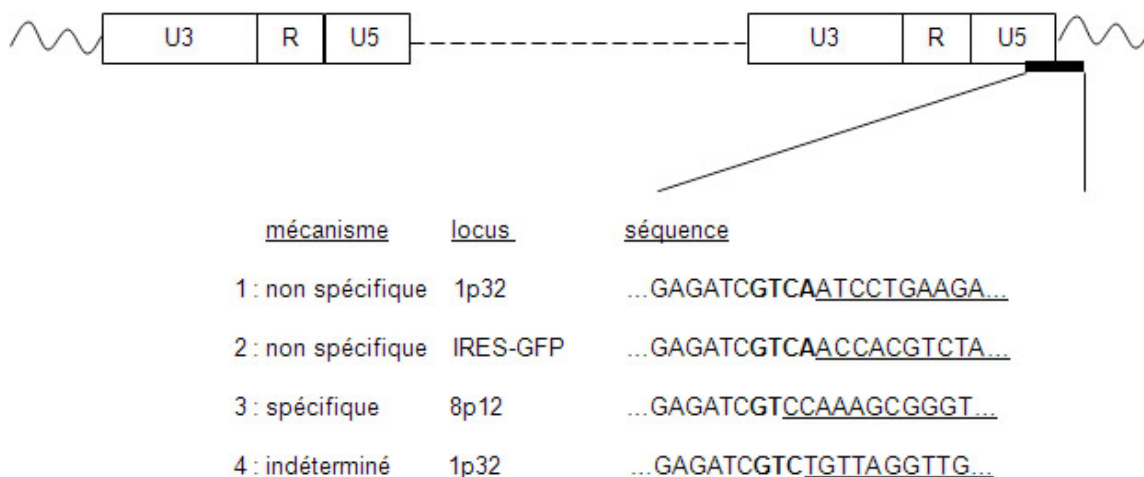 U3 R U5 U3 R U5
mécanisme locus séquence
1 : non spécifique 1p32 ...GAGATCGTCAATCCTGAAGA...
2 : non spécifique IRES-GFP ...GAGATCGTCAACCACGTCTA...
3 : spécifique 8p12 ...GAGATCGTCCAAAGCGGGT...
4 : indéterminé 1p32 ...GAGATCGTCTGTTAGGTTG...